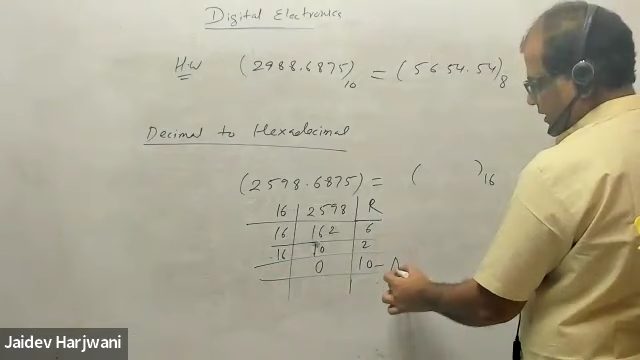 Digital Electronics
H.W (2988.6875)10 = (5654.54)8
Decimal to Hexadecimal
(2598.6875) = ( )16
16 2598 R
16 162 6
16 10 2
0 10 - A
Jaidev Harjwani